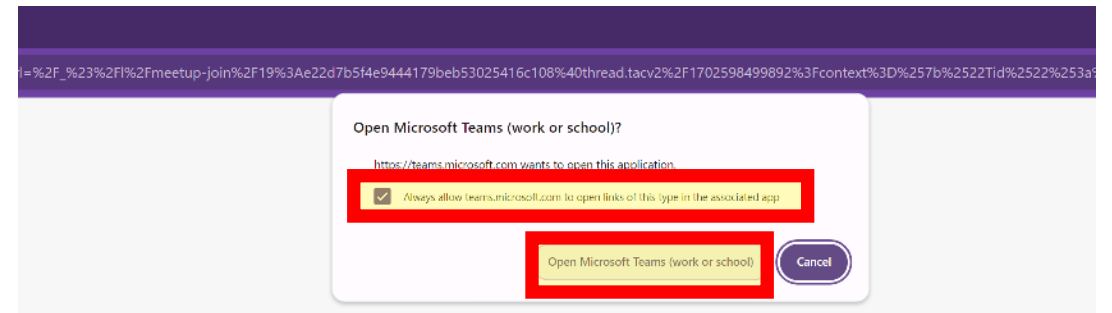 rl=%2F_%23%2Fl%2Fmeetup-join%2F19%3Ae22d7b5f4e9444179beb53025416c108%40thread.tacv2%2F1702598499892%3Fcontext%3D%257b%2522Tid%2522%253a%
Open Microsoft Teams (work or school)?
https://teams.microsoft.com wants to open this application.
Always allow teams.microsoft.com to open links of this type in the associated app
Open Microsoft Teams (work or school)
Cancel